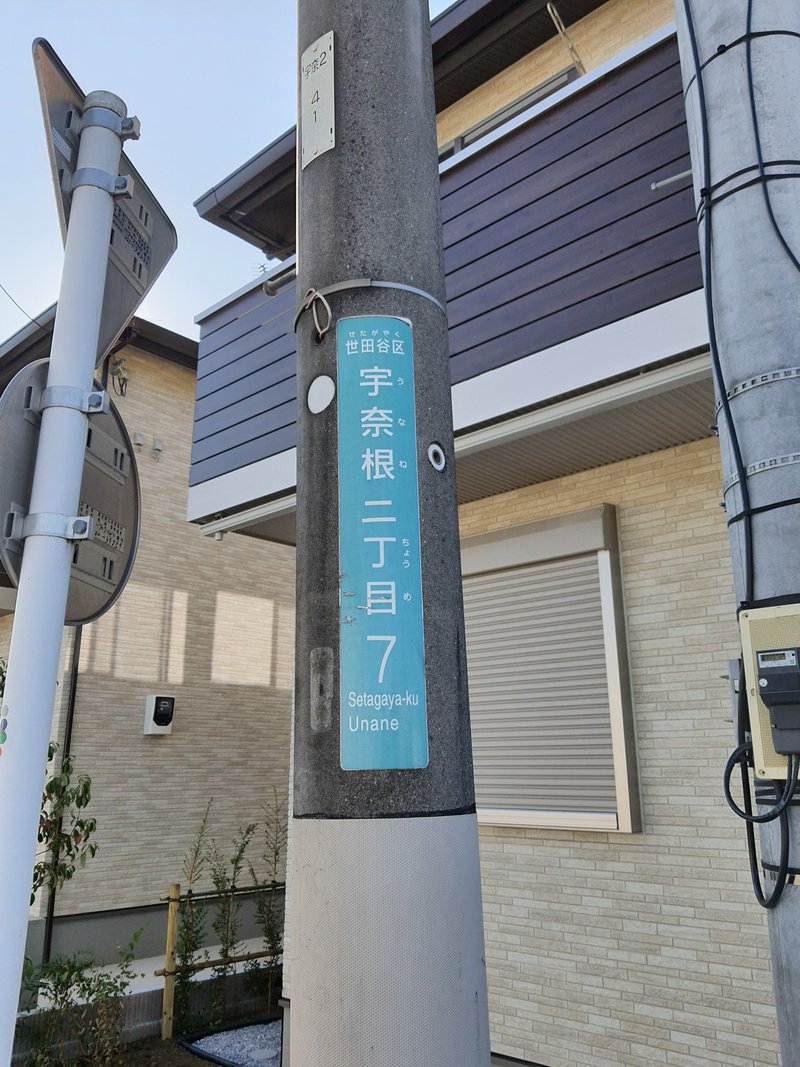 宇奈2
4
1
せたがやく
世田谷区
宇奈根二丁目7
うなね
ちょうめ
Setagaya-ku
Unane